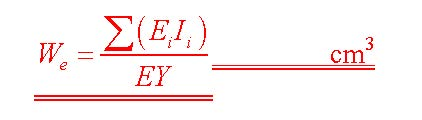 W_e = ∑(E_i I_i) / EY cm³